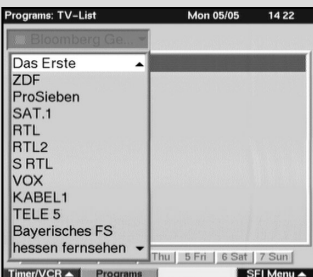 Programs: TV-List Mon 05/05 14 22
Bloomberg Ge...
Das Erste
ZDF
ProSieben
SAT.1
RTL
RTL2
S RTL
VOX
KABEL1
TELE 5
Bayerisches FS
hessen fernsehen
Thu 5 Fri 6 Sat 7 Sun
Timer/VCR Programs SFI Menu